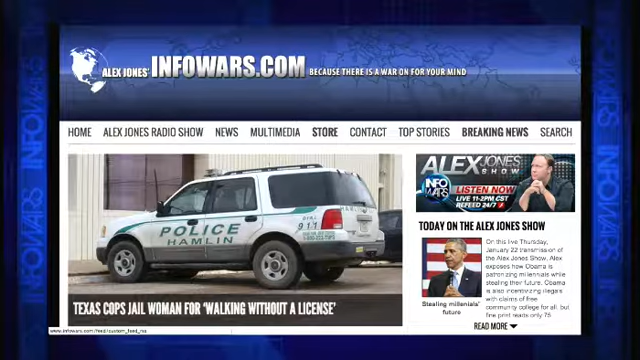 ALEX JONES' INFOWARS.COM BECAUSE THERE IS A WAR ON FOR YOUR MIND
HOME ALEX JONES RADIO SHOW NEWS MULTIMEDIA STORE CONTACT TOP STORIES BREAKING NEWS SEARCH
POLICE
HAMLIN
911
TEXAS COPS JAIL WOMAN FOR 'WALKING WITHOUT A LICENSE'
ALEX JONES
SHOW
INFO
WARS
LISTEN NOW
LIVE 11-2PM CST
REFEED 24/7
TODAY ON THE ALEX JONES SHOW
On this live Thursday,
January 22 transmission of
the Alex Jones Show, Alex
exposes how Obama is
patronizing millennials while
stealing their future. Obama
is also incentivizing illegals
with claims of free
community college for all, but
fine print reads only 75
Stealing millenials'
future
READ MORE
INFOWARS
INFOWARS